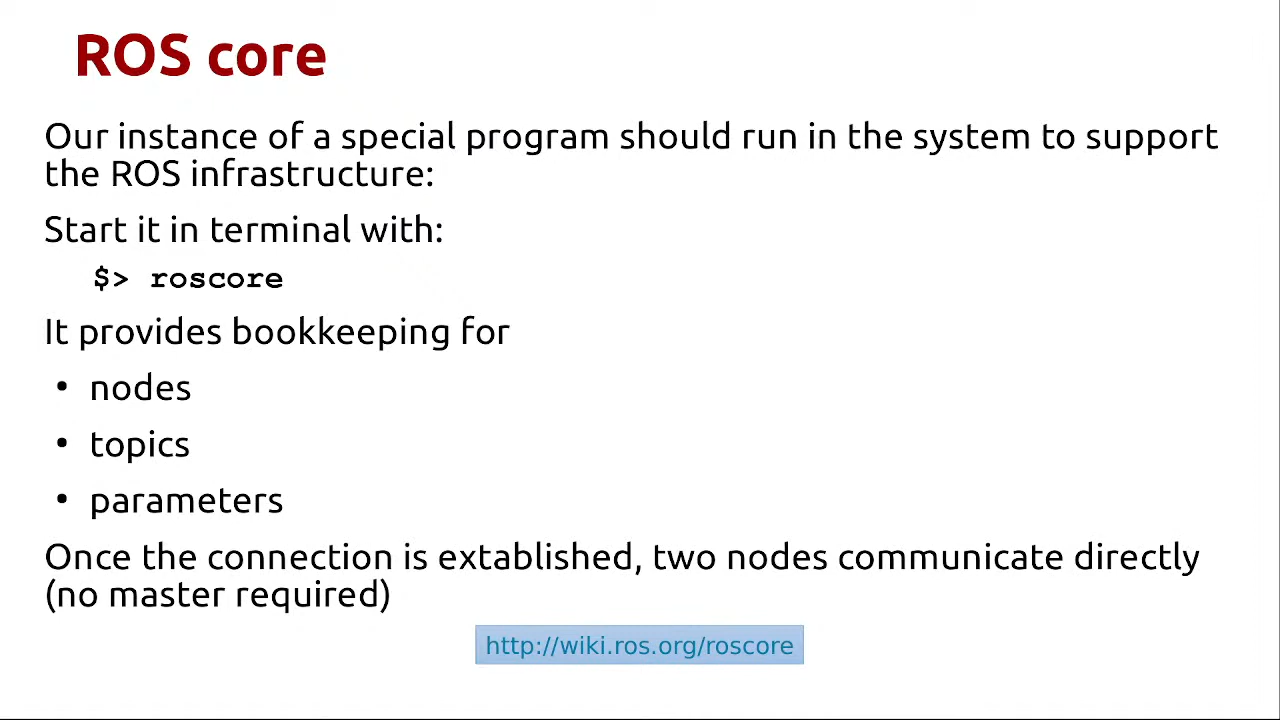 ROS core
Our instance of a special program should run in the system to support
the ROS infrastructure:
Start it in terminal with:
$> roscore
It provides bookkeeping for
• nodes
• topics
• parameters
Once the connection is extablished, two nodes communicate directly
(no master required)
http://wiki.ros.org/roscore